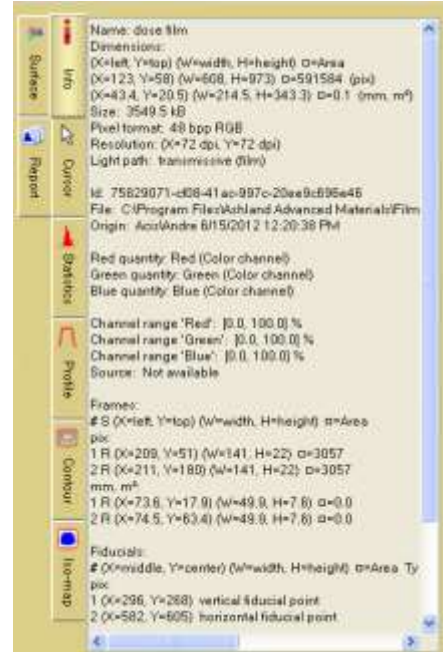 Surface
Report
Info
Cursor
Statistics
Profile
Contour
Iso-map
Name: dose film
Dimensions:
(X=left, Y=top) (W=width, H=height) ¤=Area
(X=123, Y=58) (W=608, H=973) ¤=591584 (pix)
(X=43.4, Y=20.5) (W=214.5, H=343.3) ¤=0.1 (mm, m²)
Size: 3549.5 kB
Pixel format: 48 bpp RGB
Resolution: (X=72 dpi, Y=72 dpi)
Light path: transmissive (film)
Id: 75829071-cf08-41ac-997c-20ee9c696e46
File: C:\Program Files\Ashland Advanced Materials\Film
Origin: Acis\Andre 6/15/2012 12:20:38 PM
Red quantity: Red (Color channel)
Green quantity: Green (Color channel)
Blue quantity: Blue (Color channel)
Channel range 'Red': [0.0, 100.0] %
Channel range 'Green': [0.0, 100.0] %
Channel range 'Blue': [0.0, 100.0] %
Source: Not available
Frames:
# S (X=left, Y=top) (W=width, H=height) ¤=Area
pix:
1 R (X=209, Y=51) (W=141, H=22) ¤=3057
2 R (X=211, Y=180) (W=141, H=22) ¤=3057
mm, m²:
1 R (X=73.6, Y=17.9) (W=49.9, H=7.6) ¤=0.0
2 R (X=74.5, Y=63.4) (W=49.9, H=7.6) ¤=0.0
Fiducials:
# (X=middle, Y=center) (W=width, H=height) ¤=Area Ty
pix:
1 (X=296, Y=268) vertical fiducial point
2 (X=582, Y=605) horizontal fiducial point